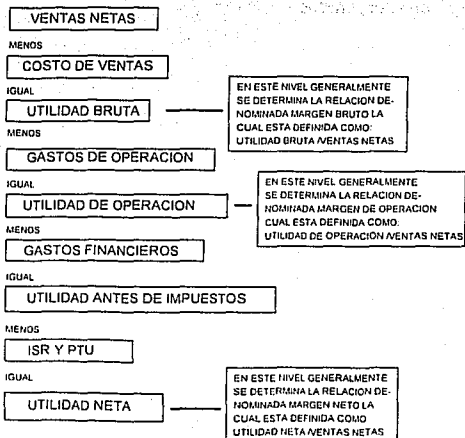 VENTAS NETAS
MENOS
COSTO DE VENTAS
IGUAL
UTILIDAD BRUTA
EN ESTE NIVEL GENERALMENTE
SE DETERMINA LA RELACION DE-
NOMINADA MARGEN BRUTO LA
CUAL ESTA DEFINIDA COMO:
UTILIDAD BRUTA /VENTAS NETAS
MENOS
GASTOS DE OPERACION
IGUAL
UTILIDAD DE OPERACION
EN ESTE NIVEL GENERALMENTE
SE DETERMINA LA RELACION DE-
NOMINADA MARGEN DE OPERACION
CUAL ESTA DEFINIDA COMO:
UTILIDAD DE OPERACIÓN /VENTAS NETAS
MENOS
GASTOS FINANCIEROS
IGUAL
UTILIDAD ANTES DE IMPUESTOS
MENOS
ISR Y PTU
IGUAL
UTILIDAD NETA
EN ESTE NIVEL GENERALMENTE
SE DETERMINA LA RELACION DE-
NOMINADA MARGEN NETO LA
CUAL ESTA DEFINIDA COMO
UTILIDAD NETA /VENTAS NETAS